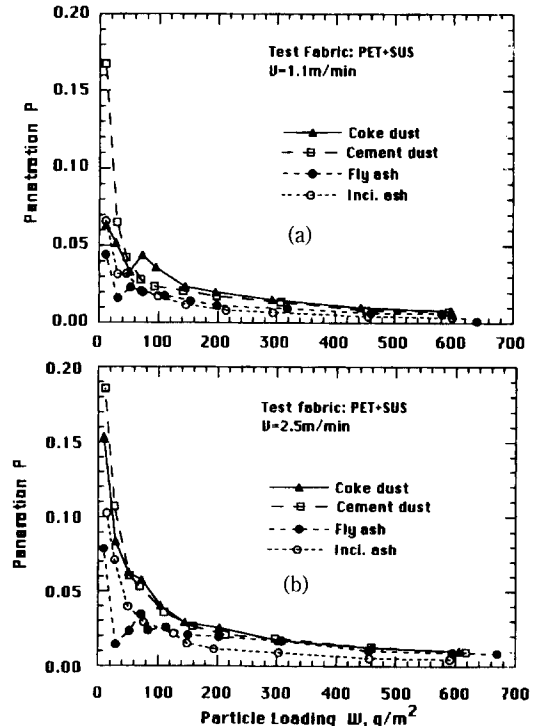 0.20
0.15
0.10
0.05
0.00
Penetration P
Test Fabric: PET+SUS
U=1.1m/min
Coke dust
Cement dust
Fly ash
Inci. ash
(a)
0 100 200 300 400 500 600 700
0.20
0.15
0.10
0.05
0.00
Penetration P
Test fabric: PET+SUS
U=2.5m/min
Coke dust
Cement dust
Fly ash
Inci. ash
(b)
0 100 200 300 400 500 600 700
Particle Loading W, g/m²